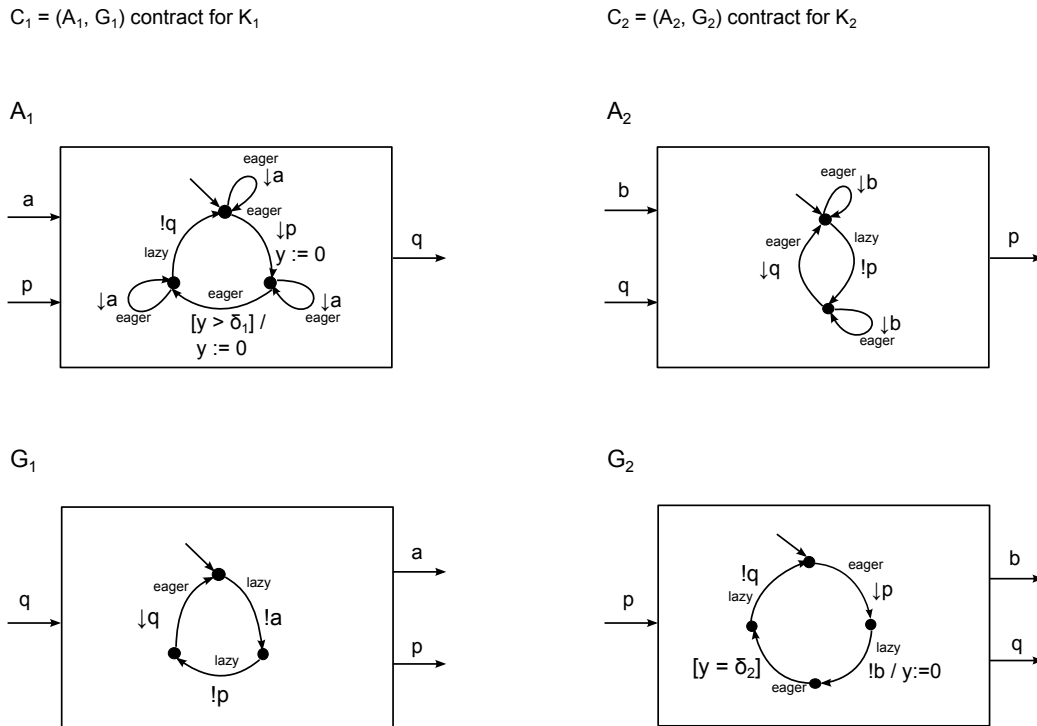 C₁ = (A₁, G₁) contract for K₁
C₂ = (A₂, G₂) contract for K₂
A₁
a
p
q
eager
↓a
eager
↓p
y := 0
!q
lazy
↓a
eager
eager
↓a
eager
[y > δ₁] /
y := 0
A₂
b
q
p
eager
↓b
lazy
!p
eager
↓q
↓b
eager
G₁
q
a
p
eager
↓q
lazy
!a
lazy
!p
G₂
p
b
q
!q
lazy
eager
↓p
lazy
!b / y:=0
[y = δ₂]
eager